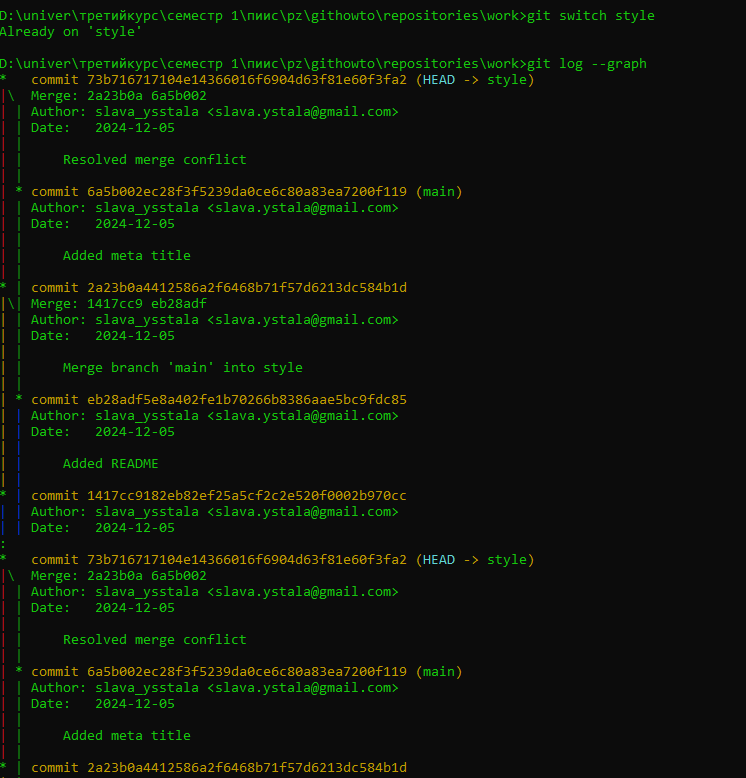 D:\univer\третийкурс\семестр 1\пиис\pz\githowto\repositories\work>git switch style
Already on 'style'
D:\univer\третийкурс\семестр 1\пиис\pz\githowto\repositories\work>git log --graph
*   commit 73b716717104e14366016f6904d63f81e60f3fa2 (HEAD -> style)
|\  Merge: 2a23b0a 6a5b002
| | Author: slava_ysstala <slava.ystala@gmail.com>
| | Date:   2024-12-05
| |
| |     Resolved merge conflict
| |
| * commit 6a5b002ec28f3f5239da0ce6c80a83ea7200f119 (main)
| | Author: slava_ysstala <slava.ystala@gmail.com>
| | Date:   2024-12-05
| |
| |     Added meta title
| |
* | commit 2a23b0a4412586a2f6468b71f57d6213dc584b1d
|\| Merge: 1417cc9 eb28adf
| | Author: slava_ysstala <slava.ystala@gmail.com>
| | Date:   2024-12-05
| |
| |     Merge branch 'main' into style
| |
| * commit eb28adf5e8a402fe1b70266b8386aae5bc9fdc85
| | Author: slava_ysstala <slava.ystala@gmail.com>
| | Date:   2024-12-05
| |
| |     Added README
| |
* | commit 1417cc9182eb82ef25a5cf2c2e520f0002b970cc
| | Author: slava_ysstala <slava.ystala@gmail.com>
| | Date:   2024-12-05
:
*   commit 73b716717104e14366016f6904d63f81e60f3fa2 (HEAD -> style)
|\  Merge: 2a23b0a 6a5b002
| | Author: slava_ysstala <slava.ystala@gmail.com>
| | Date:   2024-12-05
| |
| |     Resolved merge conflict
| |
| * commit 6a5b002ec28f3f5239da0ce6c80a83ea7200f119 (main)
| | Author: slava_ysstala <slava.ystala@gmail.com>
| | Date:   2024-12-05
| |
| |     Added meta title
| |
* | commit 2a23b0a4412586a2f6468b71f57d6213dc584b1d